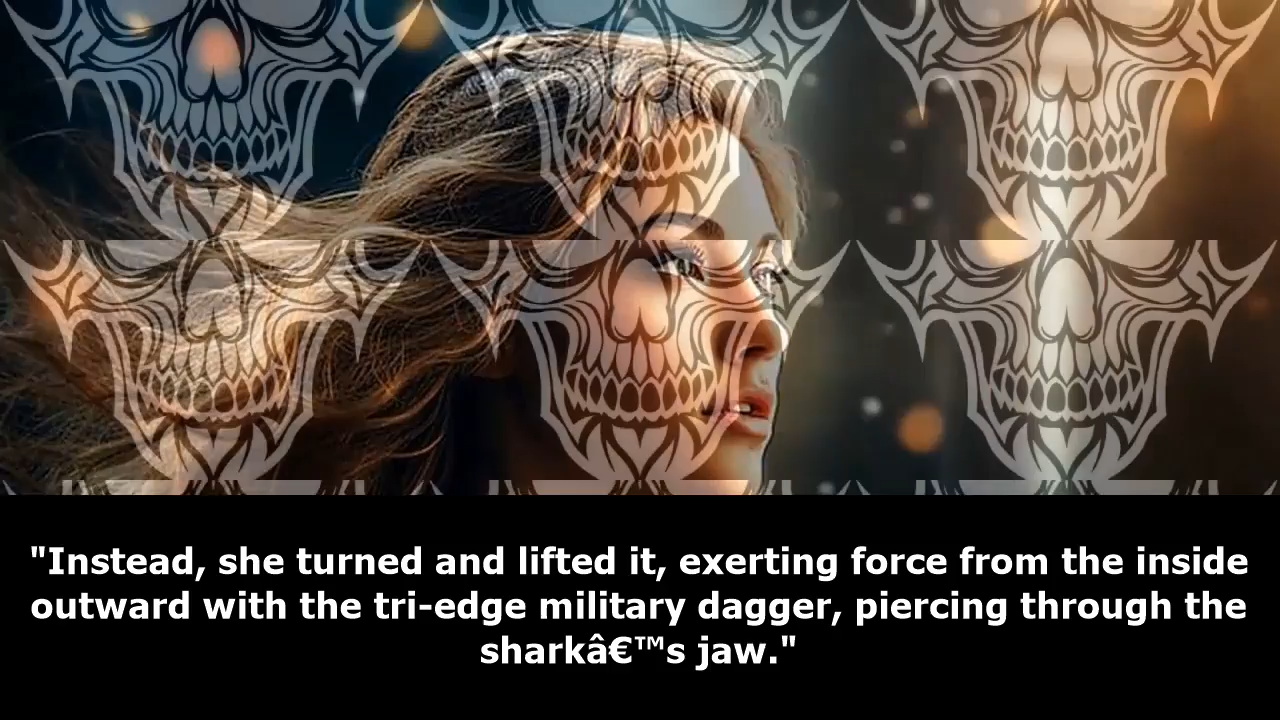 "Instead, she turned and lifted it, exerting force from the inside
outward with the tri-edge military dagger, piercing through the
sharkâ€™s jaw."